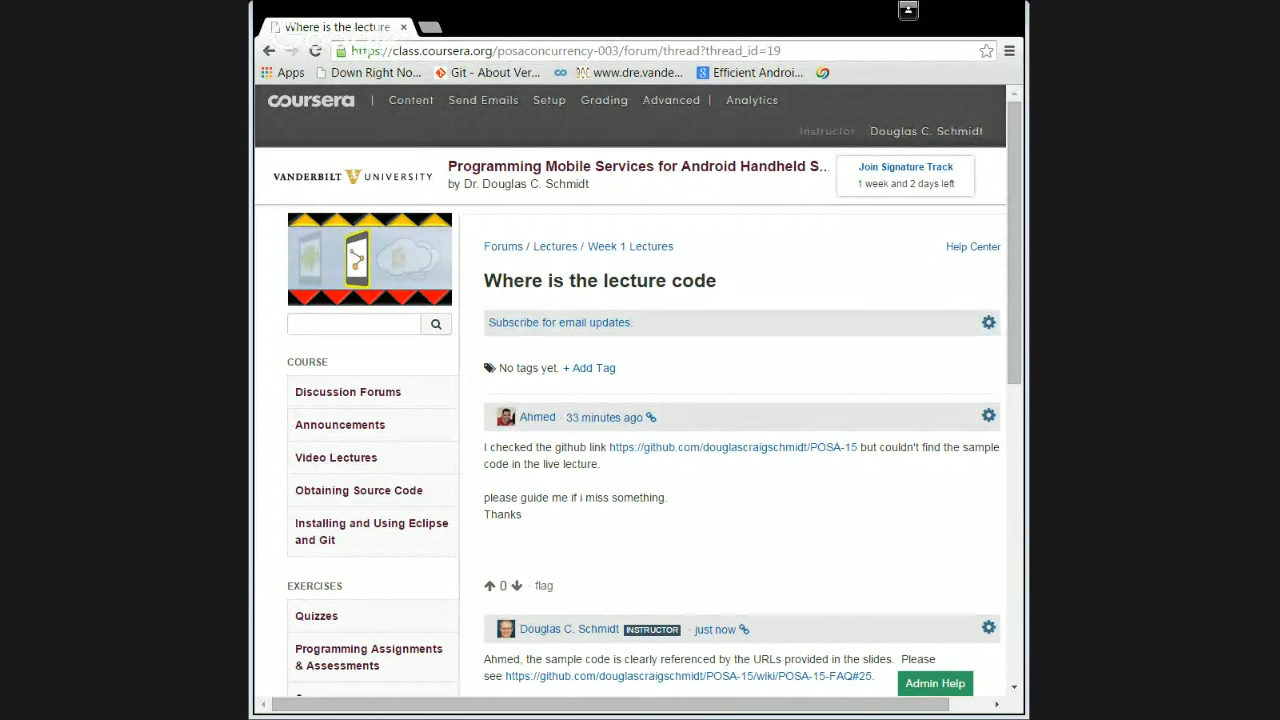 Where is the lecture
https://class.coursera.org/posaconcurrency-003/forum/thread?thread_id=19
Apps Down Right No... Git - About Ver... www.dre.vande... Efficient Androi...
coursera | Content Send Emails Setup Grading Advanced | Analytics
Instructor Douglas C. Schmidt
VANDERBILT UNIVERSITY
Programming Mobile Services for Android Handheld S...
by Dr. Douglas C. Schmidt
Join Signature Track
1 week and 2 days left
Forums / Lectures / Week 1 Lectures
Help Center
Where is the lecture code
Subscribe for email updates.
No tags yet. + Add Tag
COURSE
Discussion Forums
Announcements
Video Lectures
Obtaining Source Code
Installing and Using Eclipse
and Git
EXERCISES
Quizzes
Programming Assignments
& Assessments
Ahmed · 33 minutes ago
I checked the github link https://github.com/douglascraigschmidt/POSA-15 but couldn't find the sample
code in the live lecture.
please guide me if i miss something.
Thanks
0 · flag
Douglas C. Schmidt INSTRUCTOR · just now
Ahmed, the sample code is clearly referenced by the URLs provided in the slides. Please
see https://github.com/douglascraigschmidt/POSA-15/wiki/POSA-15-FAQ#25.
Admin Help